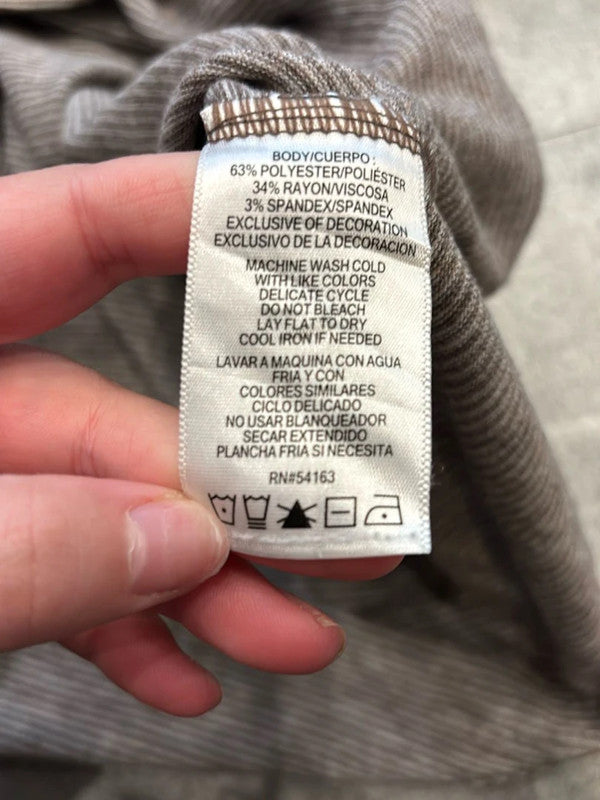 BODY/CUERPO :
63% POLYESTER/POLIÉSTER
34% RAYON/VISCOSA
3% SPANDEX/SPANDEX
EXCLUSIVE OF DECORATION
EXCLUSIVO DE LA DECORACION
MACHINE WASH COLD
WITH LIKE COLORS
DELICATE CYCLE
DO NOT BLEACH
LAY FLAT TO DRY
COOL IRON IF NEEDED
LAVAR A MAQUINA CON AGUA
FRIA Y CON
COLORES SIMILARES
CICLO DELICADO
NO USAR BLANQUEADOR
SECAR EXTENDIDO
PLANCHA FRIA SI NECESITA
RN#54163